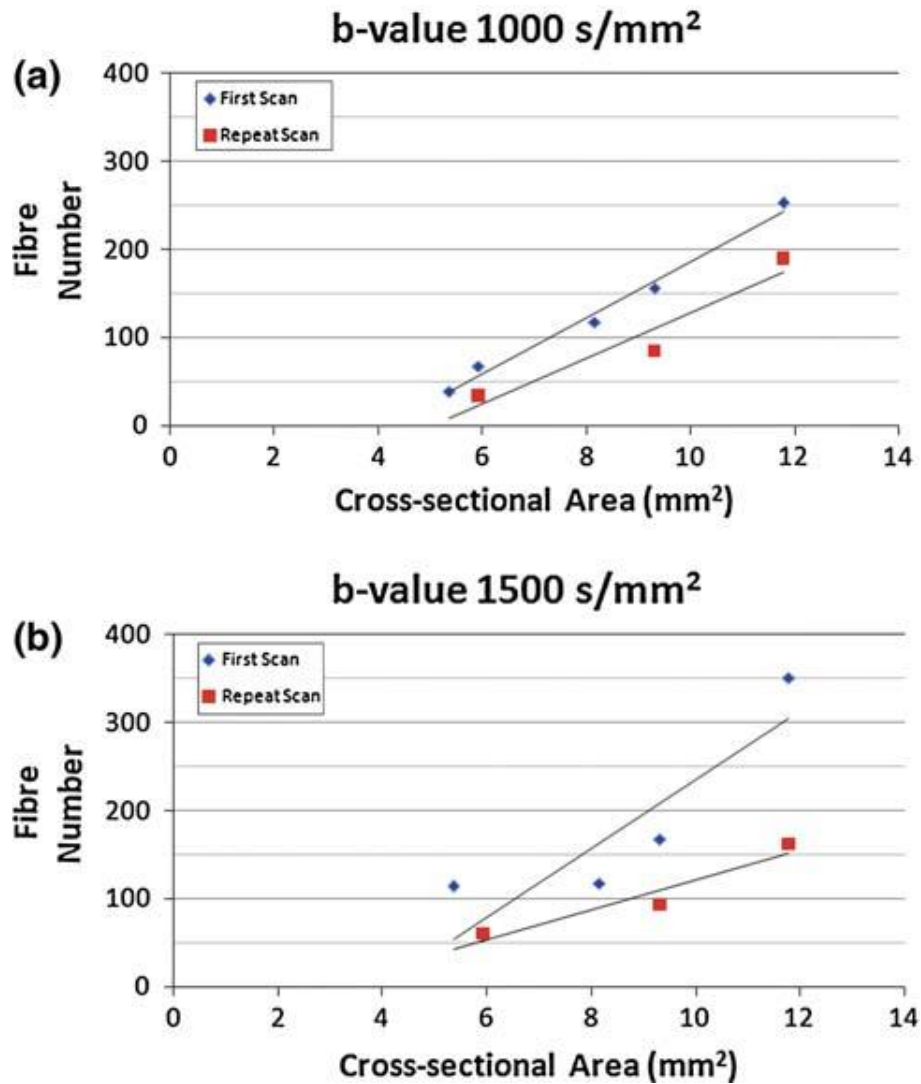 b-value 1000 s/mm²
(a)
400
300
200
100
0
First Scan
Repeat Scan
Fibre
Number
0 2 4 6 8 10 12 14
Cross-sectional Area (mm²)
b-value 1500 s/mm²
(b)
400
300
200
100
0
First Scan
Repeat Scan
Fibre
Number
0 2 4 6 8 10 12 14
Cross-sectional Area (mm²)